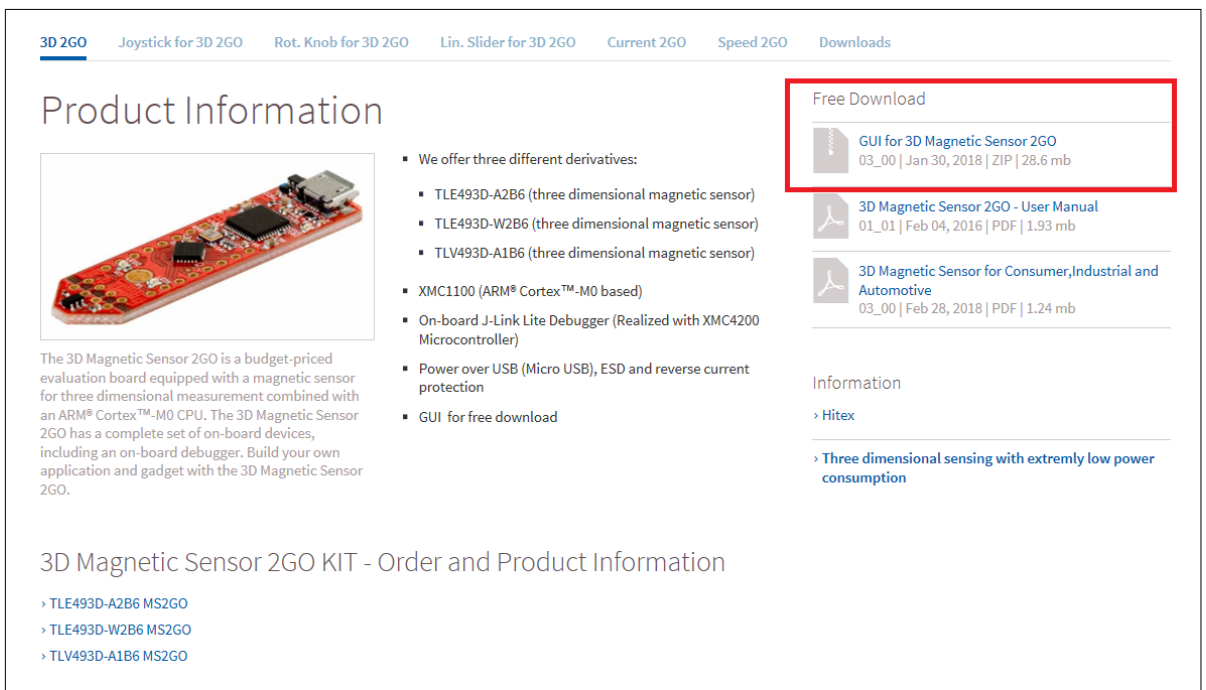 3D 2GO Joystick for 3D 2GO Rot. Knob for 3D 2GO Lin. Slider for 3D 2GO Current 2GO Speed 2GO Downloads
Product Information
The 3D Magnetic Sensor 2GO is a budget-priced
evaluation board equipped with a magnetic sensor
for three dimensional measurement combined with
an ARM® Cortex™-M0 CPU. The 3D Magnetic Sensor
2GO has a complete set of on-board devices,
including an on-board debugger. Build your own
application and gadget with the 3D Magnetic Sensor
2GO.
▪ We offer three different derivatives:
▪ TLE493D-A2B6 (three dimensional magnetic sensor)
▪ TLE493D-W2B6 (three dimensional magnetic sensor)
▪ TLV493D-A1B6 (three dimensional magnetic sensor)
▪ XMC1100 (ARM® Cortex™-M0 based)
▪ On-board J-Link Lite Debugger (Realized with XMC4200
Microcontroller)
▪ Power over USB (Micro USB), ESD and reverse current
protection
▪ GUI for free download
Free Download
GUI for 3D Magnetic Sensor 2GO
03_00 | Jan 30, 2018 | ZIP | 28.6 mb
3D Magnetic Sensor 2GO - User Manual
01_01 | Feb 04, 2016 | PDF | 1.93 mb
3D Magnetic Sensor for Consumer,Industrial and
Automotive
03_00 | Feb 28, 2018 | PDF | 1.24 mb
Information
› Hitex
› Three dimensional sensing with extremly low power
consumption
3D Magnetic Sensor 2GO KIT - Order and Product Information
› TLE493D-A2B6 MS2GO
› TLE493D-W2B6 MS2GO
› TLV493D-A1B6 MS2GO